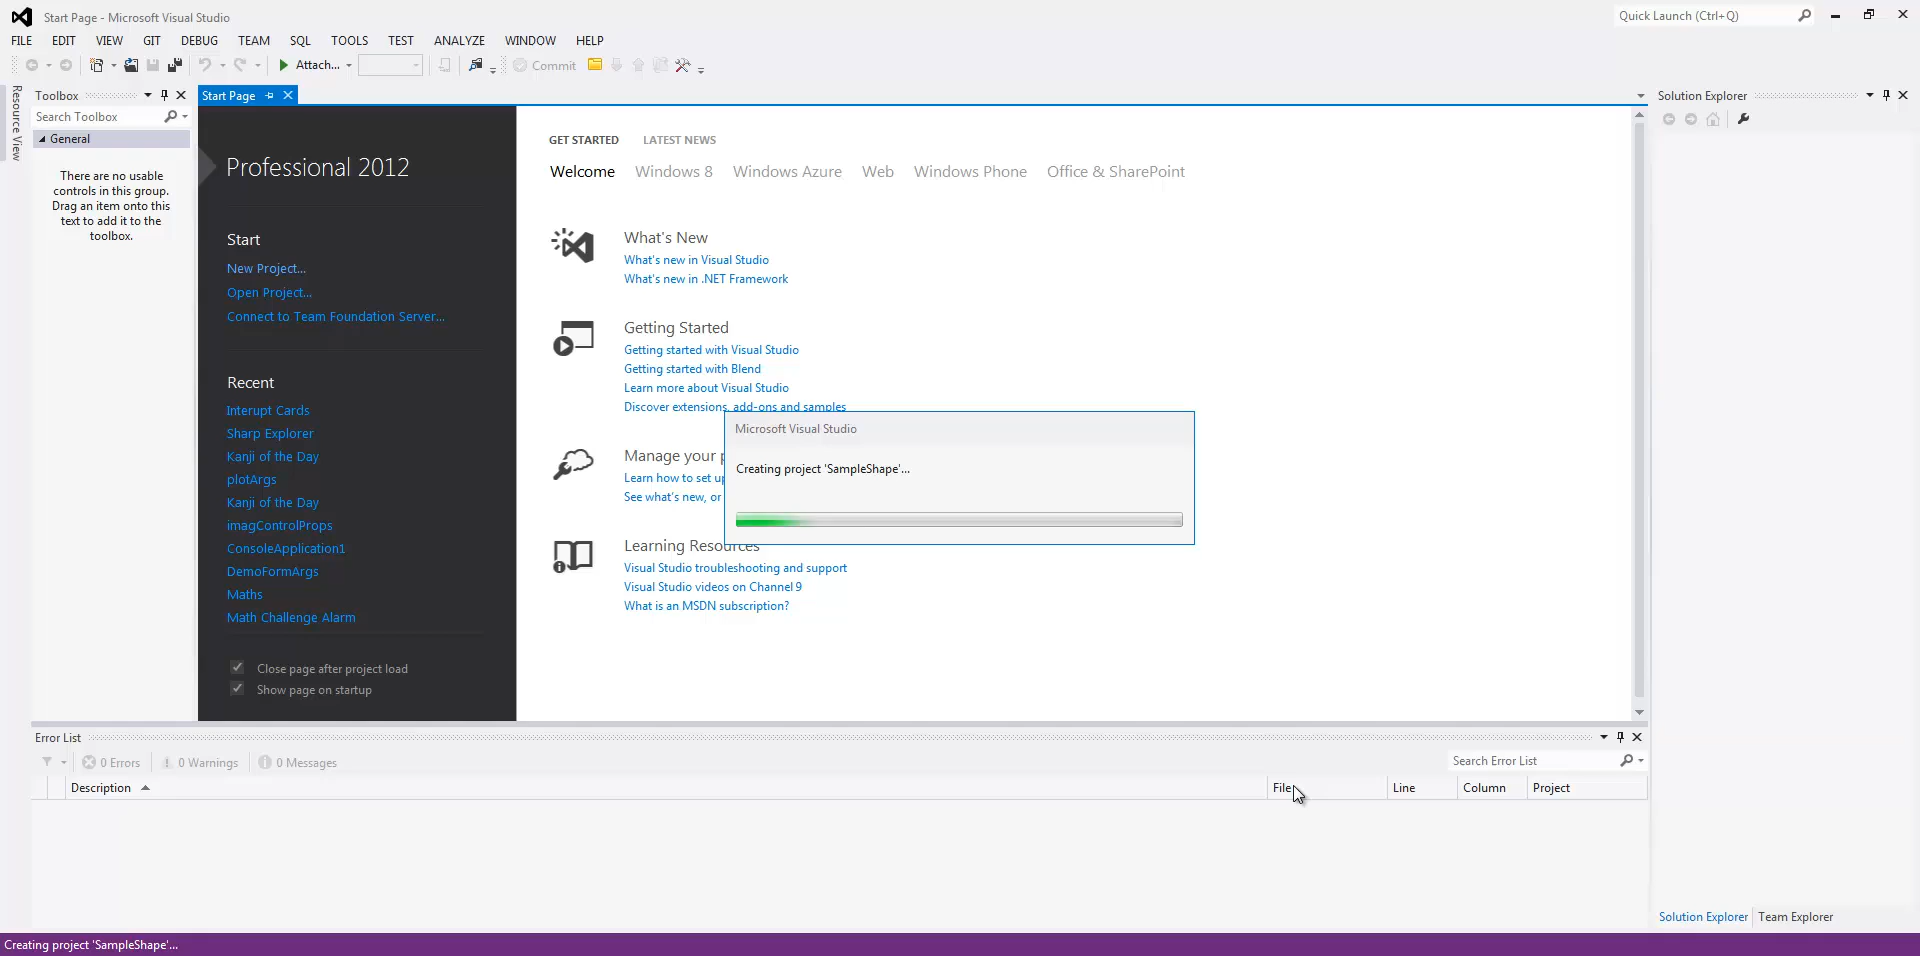 Start Page - Microsoft Visual Studio
Quick Launch (Ctrl+Q)
FILE EDIT VIEW GIT DEBUG TEAM SQL TOOLS TEST ANALYZE WINDOW HELP
Attach...
Commit
Resource View
Toolbox
Search Toolbox
General
There are no usable
controls in this group.
Drag an item onto this
text to add it to the
toolbox.
Start Page
Professional 2012
Start
New Project...
Open Project...
Connect to Team Foundation Server...
Recent
Interupt Cards
Sharp Explorer
Kanji of the Day
plotArgs
Kanji of the Day
imagControlProps
ConsoleApplication1
DemoFormArgs
Maths
Math Challenge Alarm
Close page after project load
Show page on startup
GET STARTED LATEST NEWS
Welcome Windows 8 Windows Azure Web Windows Phone Office & SharePoint
What's New
What's new in Visual Studio
What's new in .NET Framework
Getting Started
Getting started with Visual Studio
Getting started with Blend
Learn more about Visual Studio
Discover extensions, add-ons and samples
Manage your p
Learn how to set up
See what's new, or
Learning Resources
Visual Studio troubleshooting and support
Visual Studio videos on Channel 9
What is an MSDN subscription?
Microsoft Visual Studio
Creating project 'SampleShape'...
Solution Explorer
Error List
0 Errors 0 Warnings 0 Messages
Search Error List
Description File Line Column Project
Solution Explorer Team Explorer
Creating project 'SampleShape'...